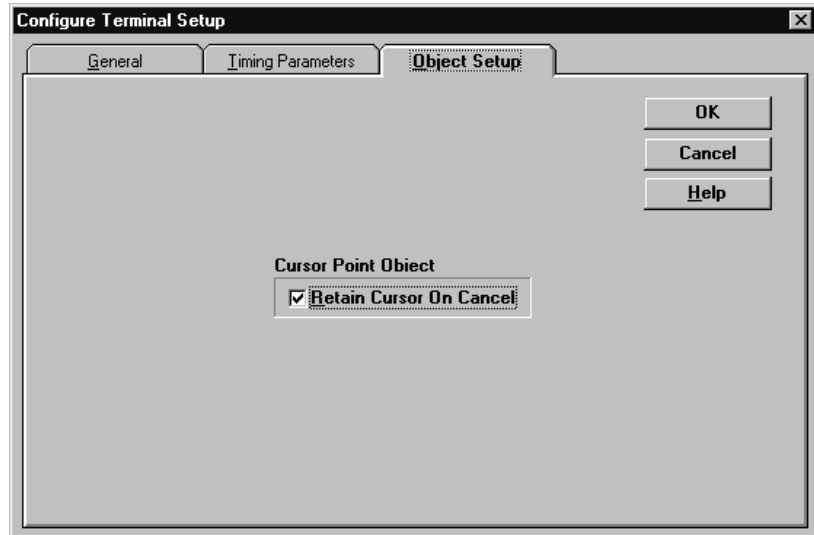 Configure Terminal Setup
General
Timing Parameters
Object Setup
OK
Cancel
Help
Cursor Point Object
Retain Cursor On Cancel